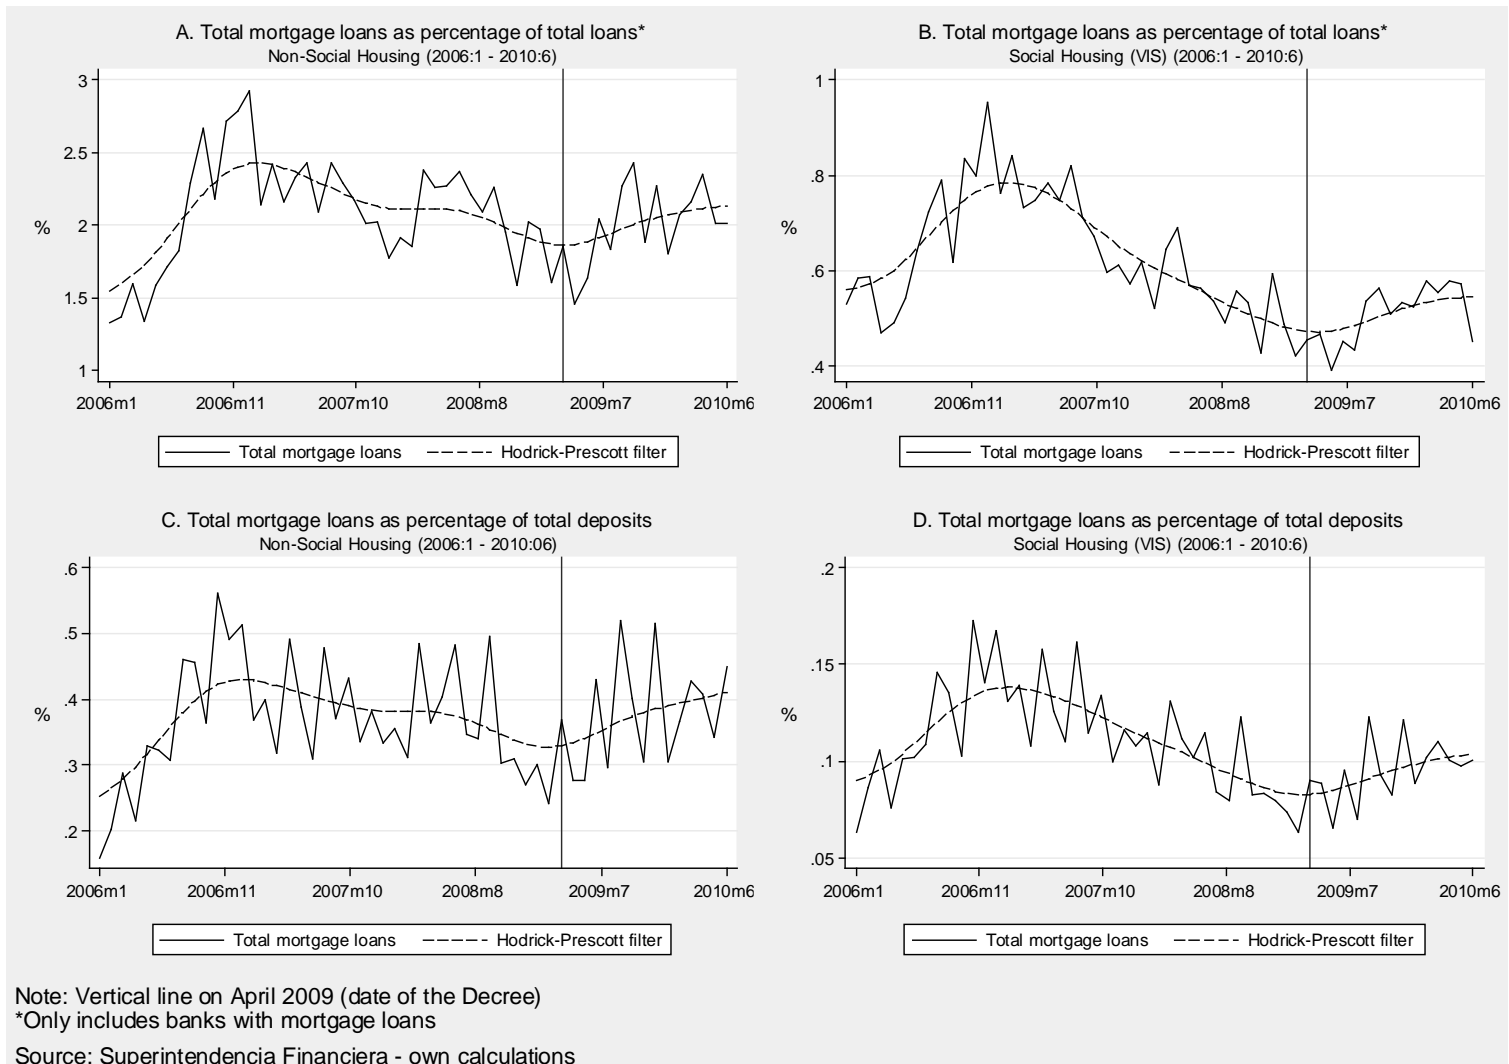 A. Total mortgage loans as percentage of total loans*
Non-Social Housing (2006:1 - 2010:6)
3
2.5
2
1.5
1
%
2006m1 2006m11 2007m10 2008m8 2009m7 2010m6
Total mortgage loans Hodrick-Prescott filter
B. Total mortgage loans as percentage of total loans*
Social Housing (VIS) (2006:1 - 2010:6)
1
.8
.6
.4
%
2006m1 2006m11 2007m10 2008m8 2009m7 2010m6
Total mortgage loans Hodrick-Prescott filter
C. Total mortgage loans as percentage of total deposits
Non-Social Housing (2006:1 - 2010:06)
.6
.5
.4
.3
.2
%
2006m1 2006m11 2007m10 2008m8 2009m7 2010m6
Total mortgage loans Hodrick-Prescott filter
D. Total mortgage loans as percentage of total deposits
Social Housing (VIS) (2006:1 - 2010:6)
.2
.15
.1
.05
%
2006m1 2006m11 2007m10 2008m8 2009m7 2010m6
Total mortgage loans Hodrick-Prescott filter
Note: Vertical line on April 2009 (date of the Decree)
*Only includes banks with mortgage loans
Source: Superintendencia Financiera - own calculations